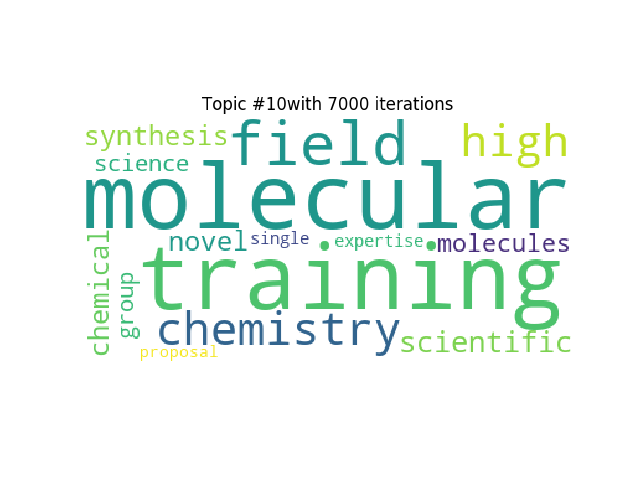 Topic #10with 7000 iterations
synthesis
field
high
science
molecular
novel
single
expertise
molecules
training
chemical
group
chemistry
scientific
proposal